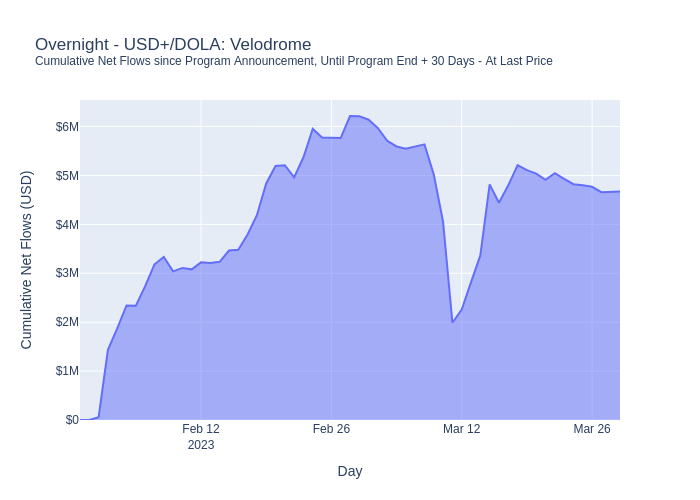 Overnight - USD+/DOLA: Velodrome
Cumulative Net Flows since Program Announcement, Until Program End + 30 Days - At Last Price
$6M
$5M
$4M
$3M
$2M
$1M
$0
Cumulative Net Flows (USD)
Feb 12
2023
Feb 26
Mar 12
Mar 26
Day